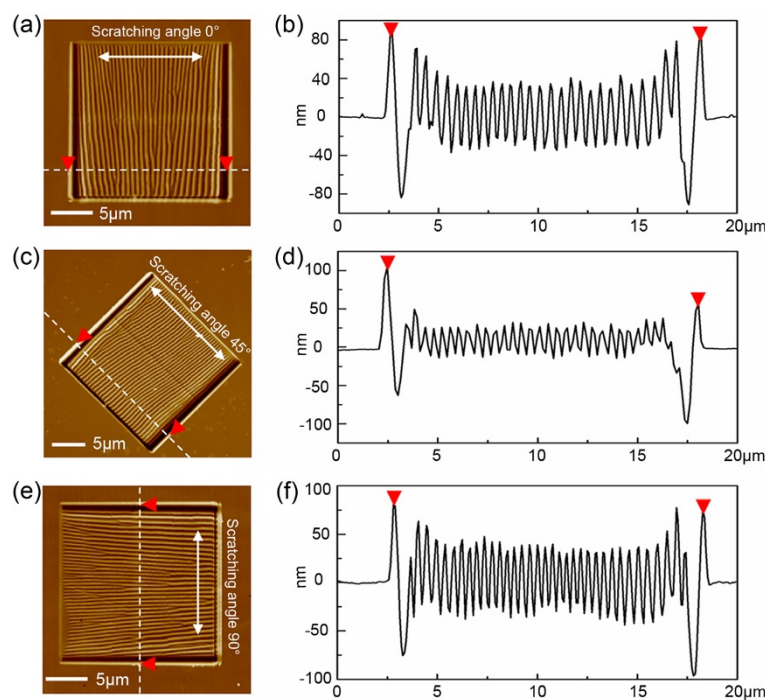 (a)
Scratching angle 0°
5μm
(b)
80
40
0
-40
-80
nm
0
5
10
15
20μm
(c)
Scratching angle 45°
5μm
(d)
100
50
0
-50
-100
nm
0
5
10
15
20μm
(e)
Scratching angle 90°
5μm
(f)
100
50
0
-50
-100
nm
0
5
10
15
20μm